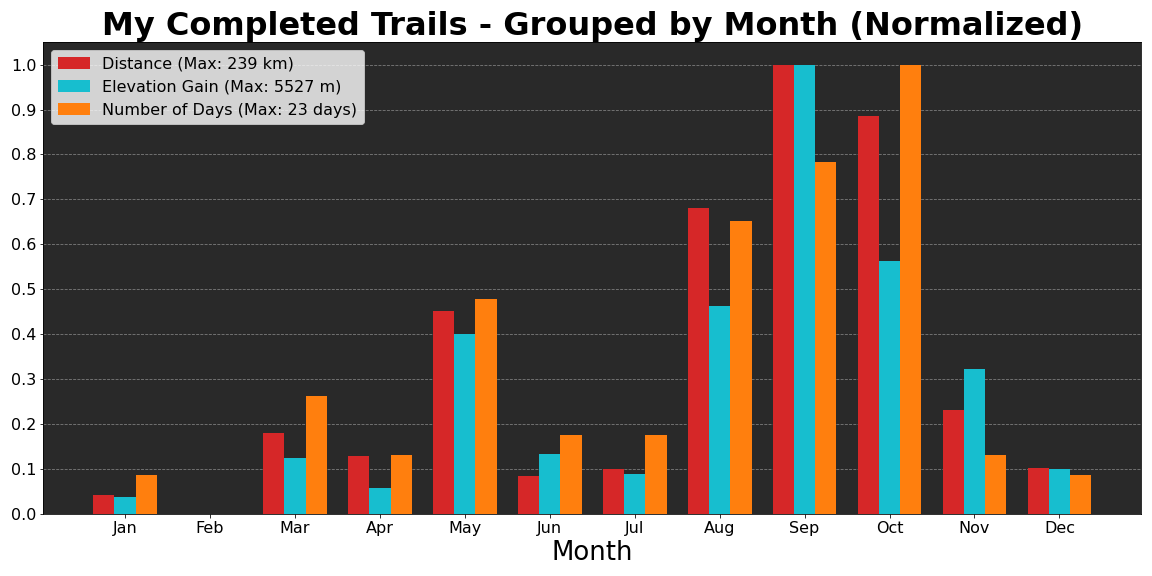 My Completed Trails - Grouped by Month (Normalized)
Distance (Max: 239 km)
Elevation Gain (Max: 5527 m)
Number of Days (Max: 23 days)
1.0
0.9
0.8
0.7
0.6
0.5
0.4
0.3
0.2
0.1
0.0
Jan Feb Mar Apr May Jun Jul Aug Sep Oct Nov Dec
Month